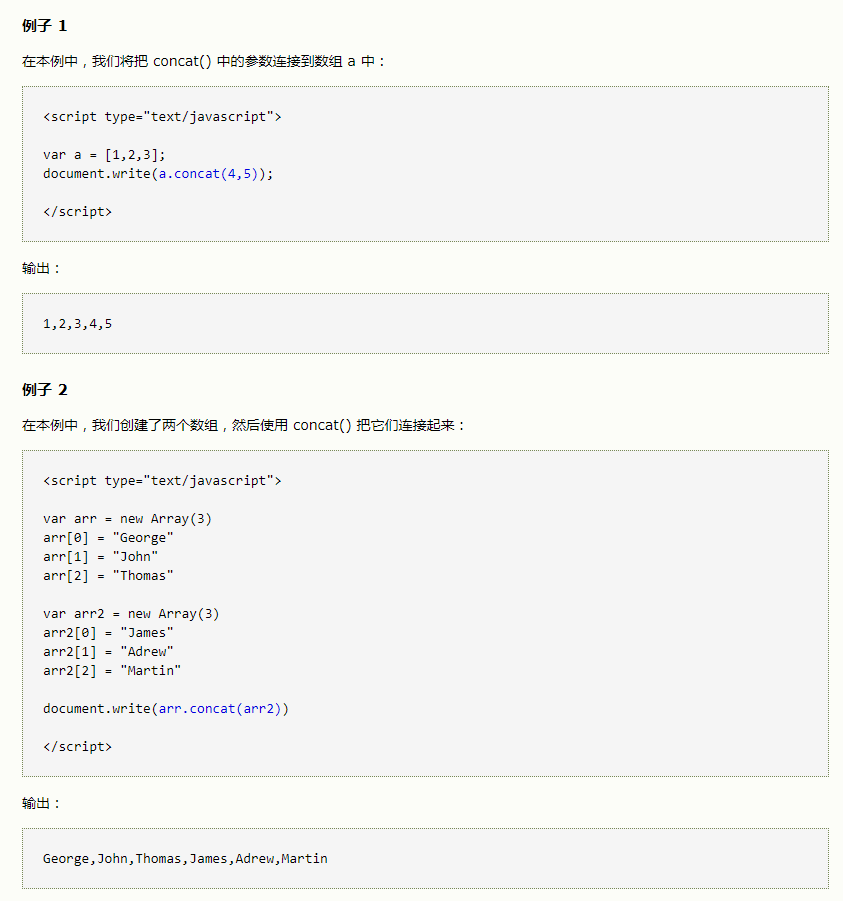 例子 1
在本例中，我们将把 concat() 中的参数连接到数组 a 中：
<script type="text/javascript">
var a = [1,2,3];
document.write(a.concat(4,5));
</script>
输出：
1,2,3,4,5
例子 2
在本例中，我们创建了两个数组，然后使用 concat() 把它们连接起来：
<script type="text/javascript">
var arr = new Array(3)
arr[0] = "George"
arr[1] = "John"
arr[2] = "Thomas"
var arr2 = new Array(3)
arr2[0] = "James"
arr2[1] = "Adrew"
arr2[2] = "Martin"
document.write(arr.concat(arr2))
</script>
输出：
George,John,Thomas,James,Adrew,Martin